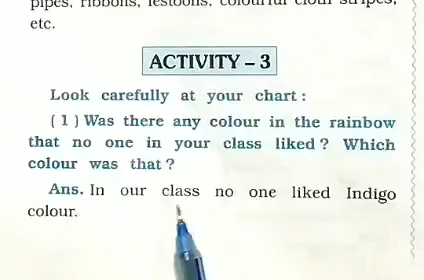 pipes, ribbons, festoons, colourful cloth stripes,
etc.
ACTIVITY – 3
Look carefully at your chart :
( 1 ) Was there any colour in the rainbow
that no one in your class liked ? Which
colour was that ?
Ans. In our class no one liked Indigo
colour.